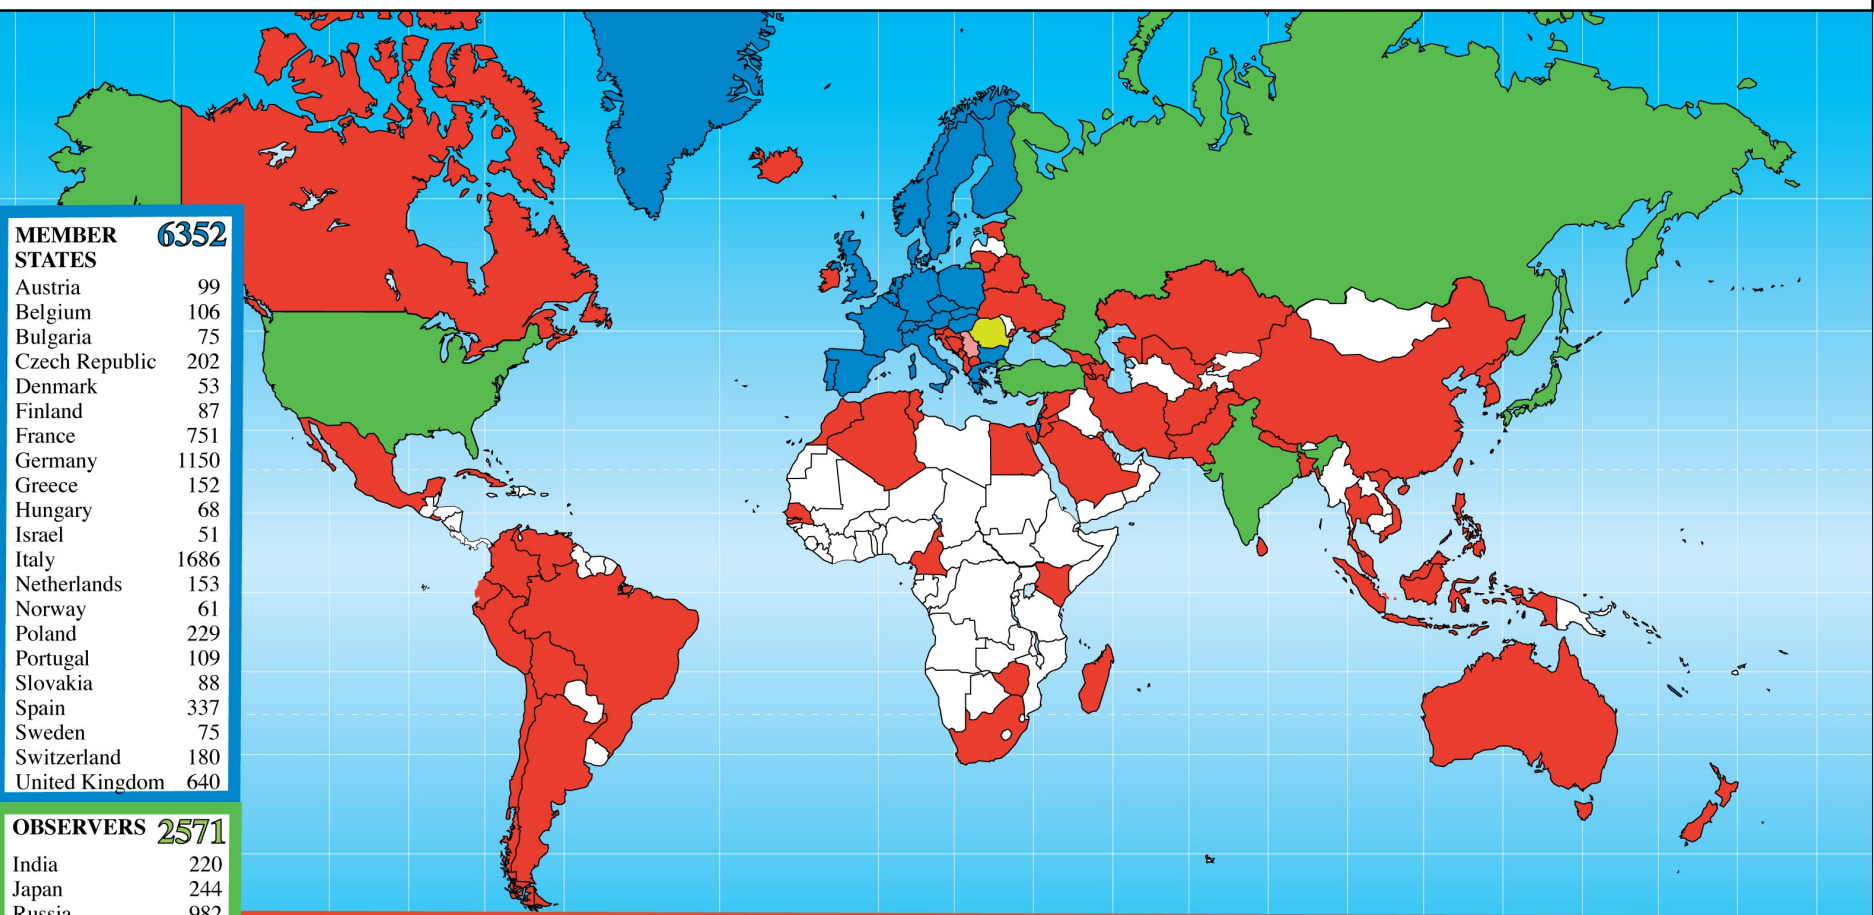 MEMBER 6352
STATES
Austria 99
Belgium 106
Bulgaria 75
Czech Republic 202
Denmark 53
Finland 87
France 751
Germany 1150
Greece 152
Hungary 68
Israel 51
Italy 1686
Netherlands 153
Norway 61
Poland 229
Portugal 109
Slovakia 88
Spain 337
Sweden 75
Switzerland 180
United Kingdom 640
OBSERVERS 2571
India 220
Japan 244
Russia 982